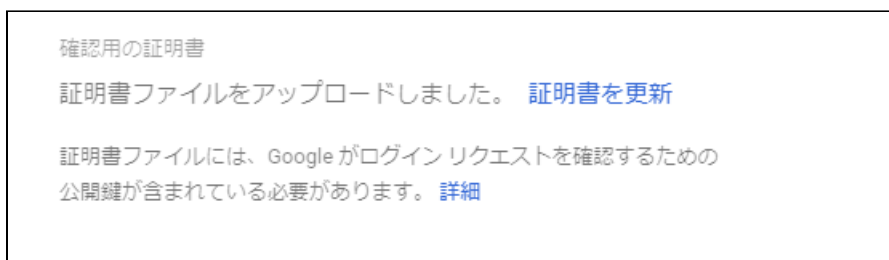 確認用の証明書
証明書ファイルをアップロードしました。 証明書を更新
証明書ファイルには、Google がログイン リクエストを確認するための
公開鍵が含まれている必要があります。 詳細